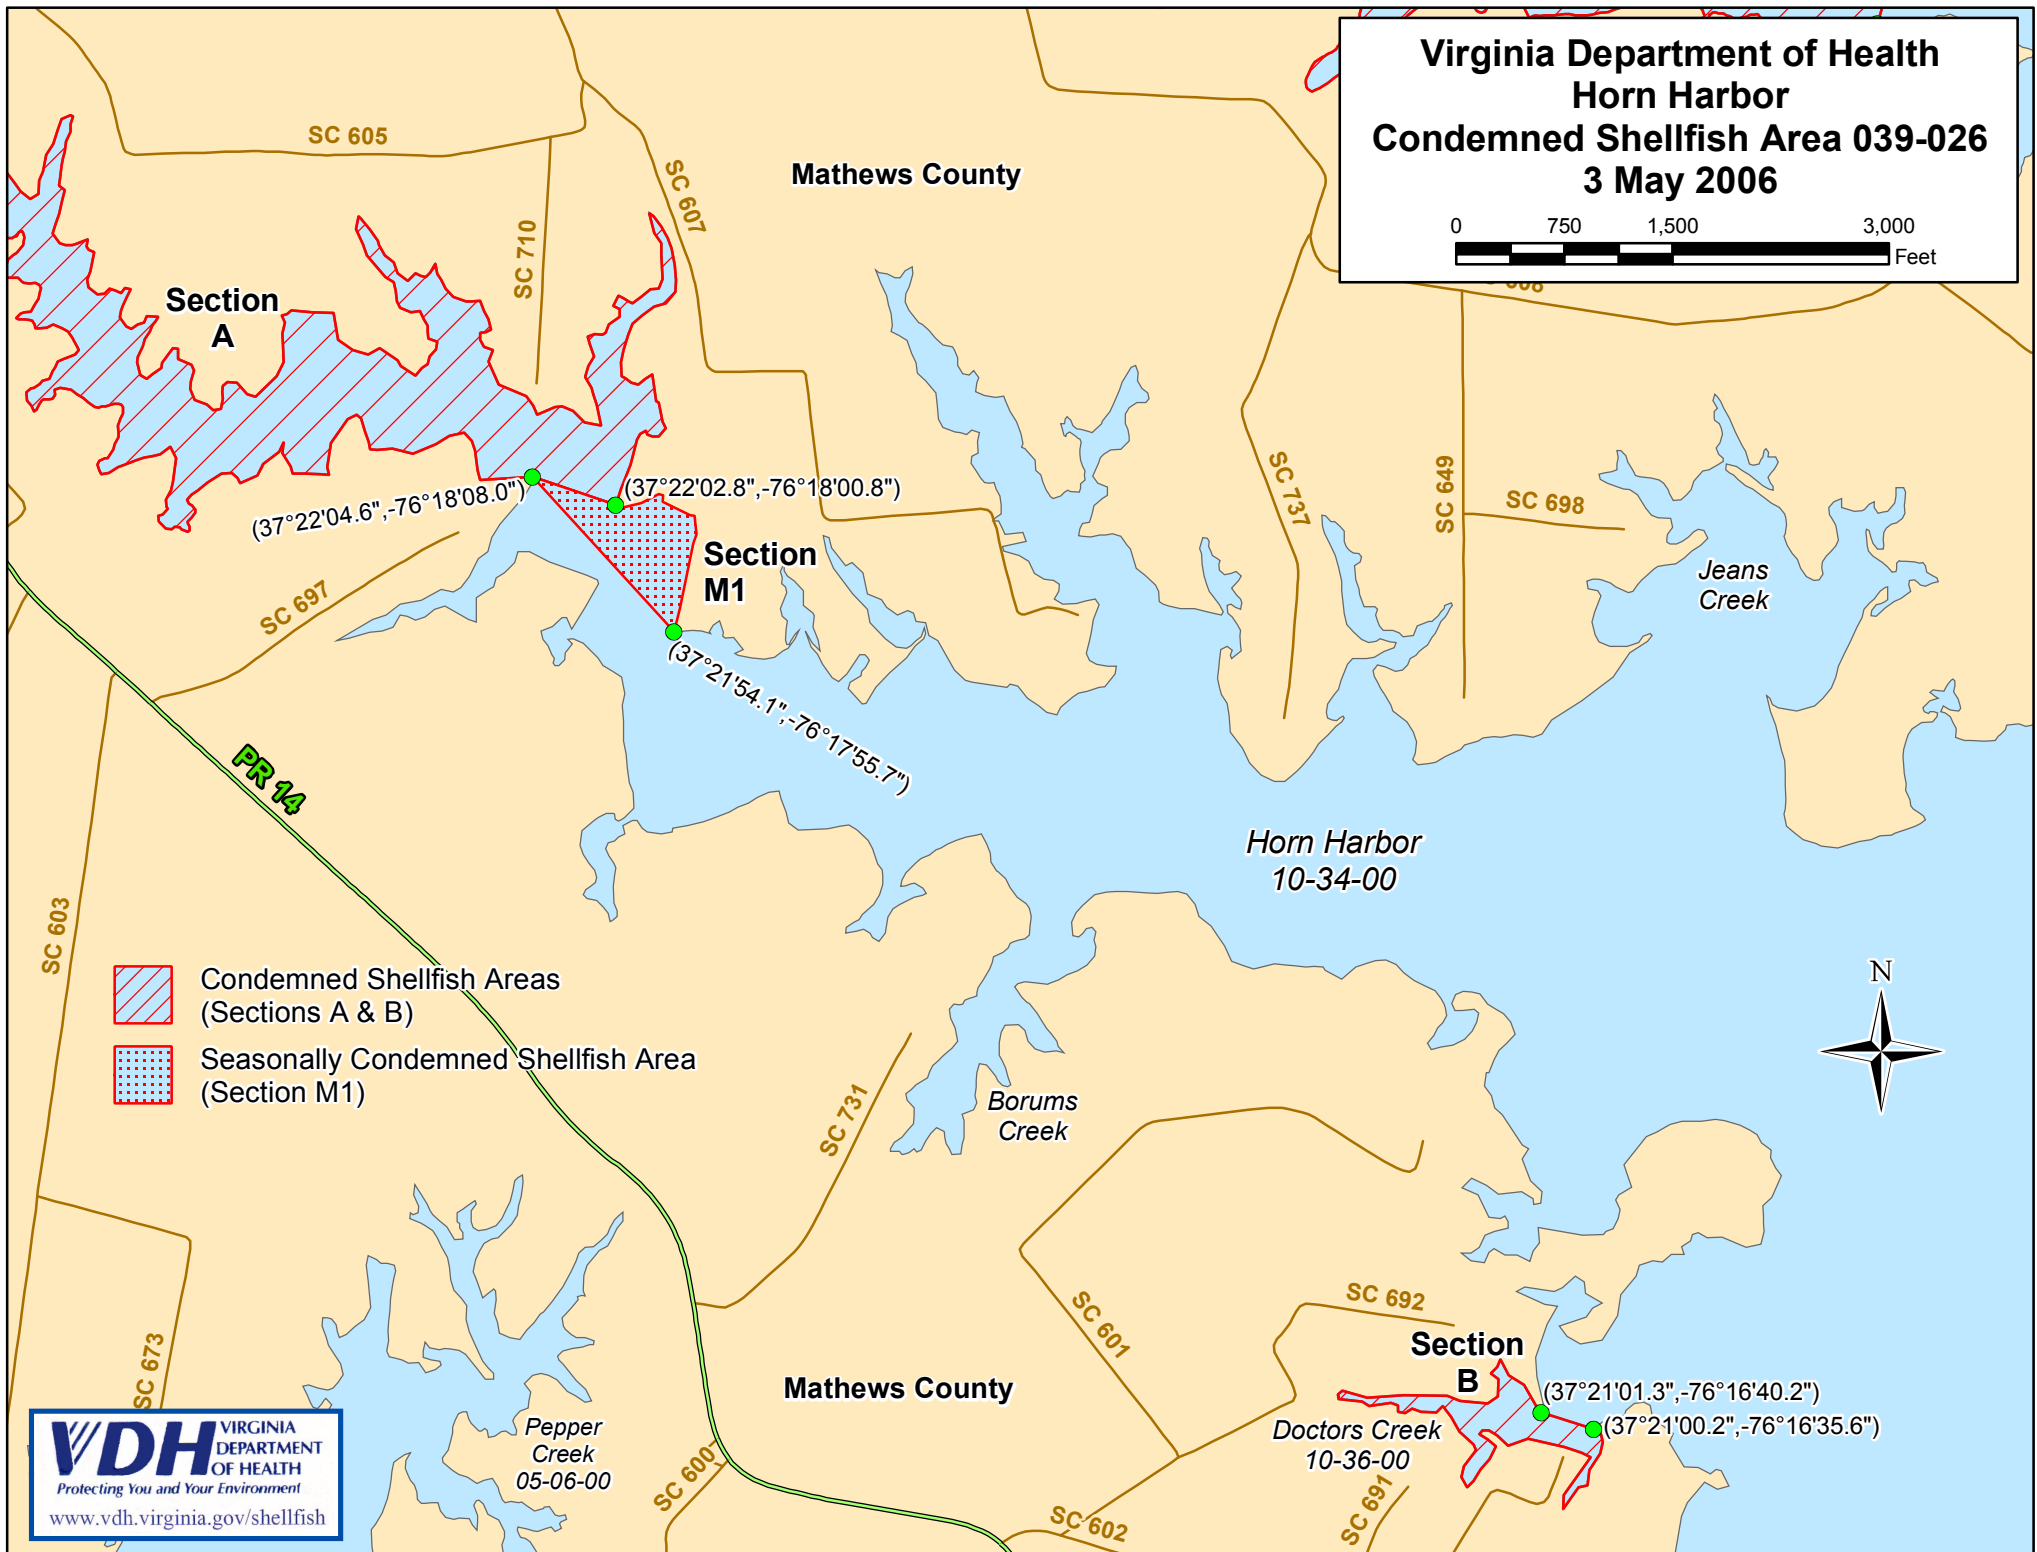 Virginia Department of Health
Horn Harbor
Condemned Shellfish Area 039-026
3 May 2006
0 750 1,500 3,000
Feet
SC 605
SC 607
SC 710
Mathews County
Section
A
(37°22'04.6",-76°18'08.0")
(37°22'02.8",-76°18'00.8")
Section
M1
(37°21'54.1",-76°17'55.7")
SC 697
SC 737
SC 649
SC 698
Jeans
Creek
PR 14
Horn Harbor
10-34-00
SC 603
Condemned Shellfish Areas
(Sections A & B)
Seasonally Condemned Shellfish Area
(Section M1)
N
SC 731
Borums
Creek
SC 601
SC 692
Section
B
(37°21'01.3",-76°16'40.2")
(37°21'00.2",-76°16'35.6")
Doctors Creek
10-36-00
SC 691
SC 673
Mathews County
Pepper
Creek
05-06-00
SC 600
SC 602
VDH
VIRGINIA
DEPARTMENT
OF HEALTH
Protecting You and Your Environment
www.vdh.virginia.gov/shellfish